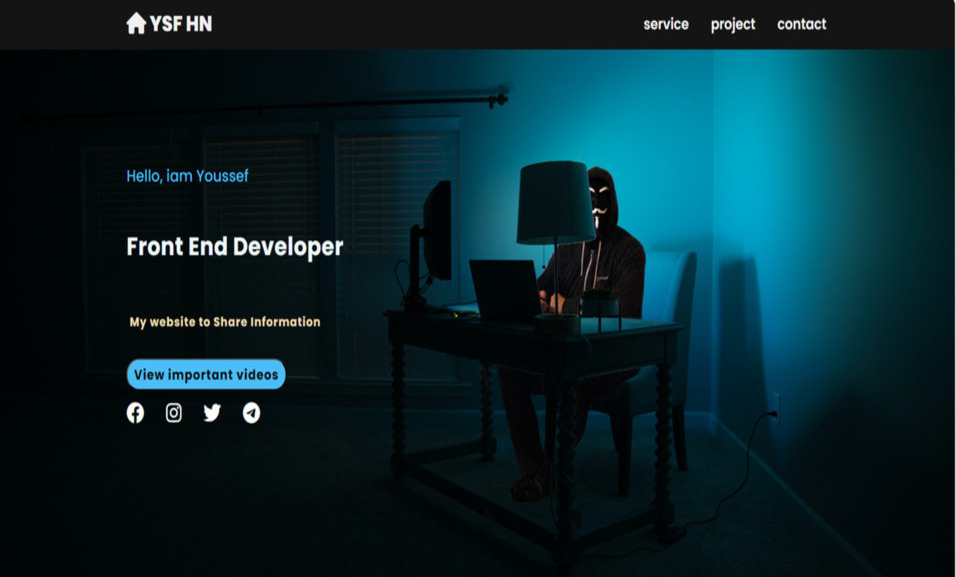 YSF HN
service project contact
Hello, iam Youssef
Front End Developer
My website to Share Information
View important videos